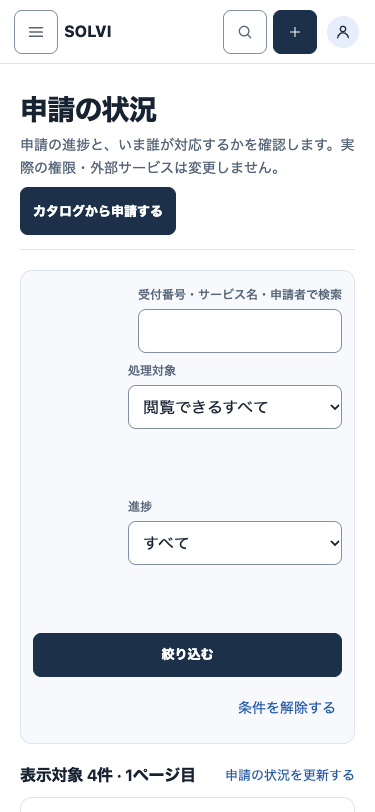 SOLVI
申請の状況
申請の進捗と、いま誰が対応するかを確認します。実
際の権限・外部サービスは変更しません。
カタログから申請する
受付番号・サービス名・申請者で検索
処理対象
閲覧できるすべて
進捗
すべて
絞り込む
条件を解除する
表示対象 4件 · 1ページ目
申請の状況を更新する